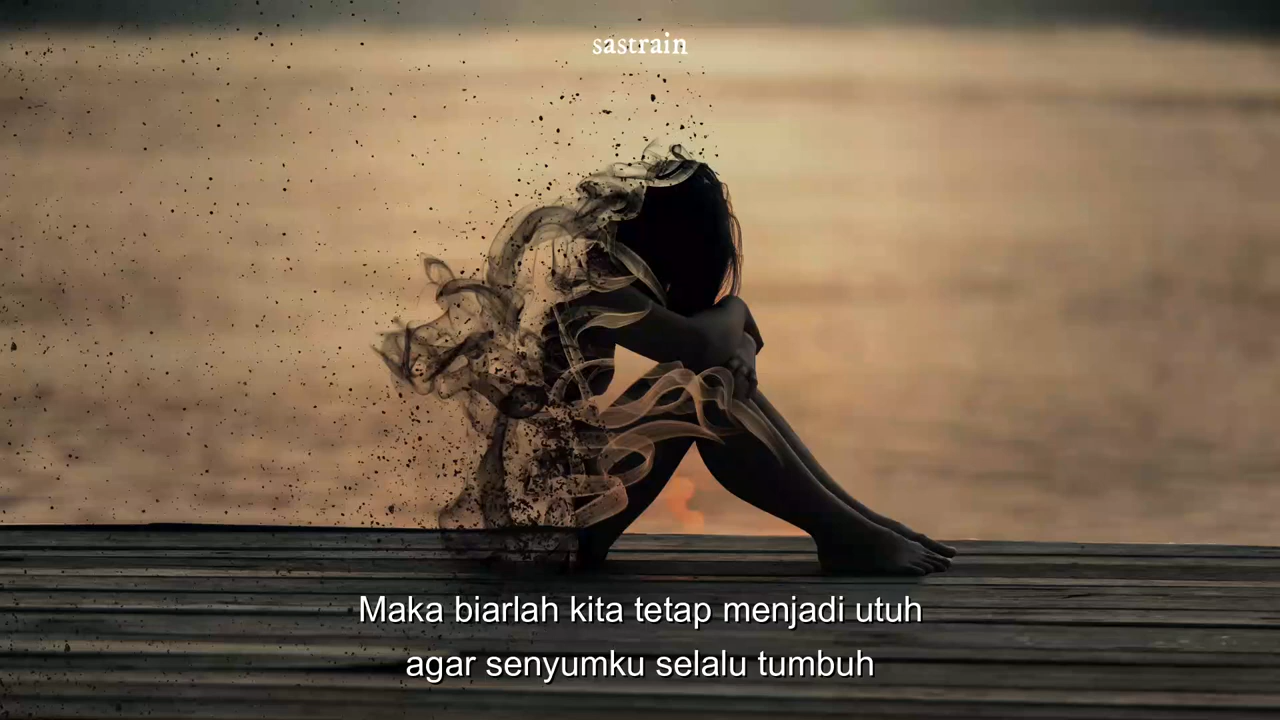 sastrain
Maka biarlah kita tetap menjadi utuh
agar senyumku selalu tumbuh